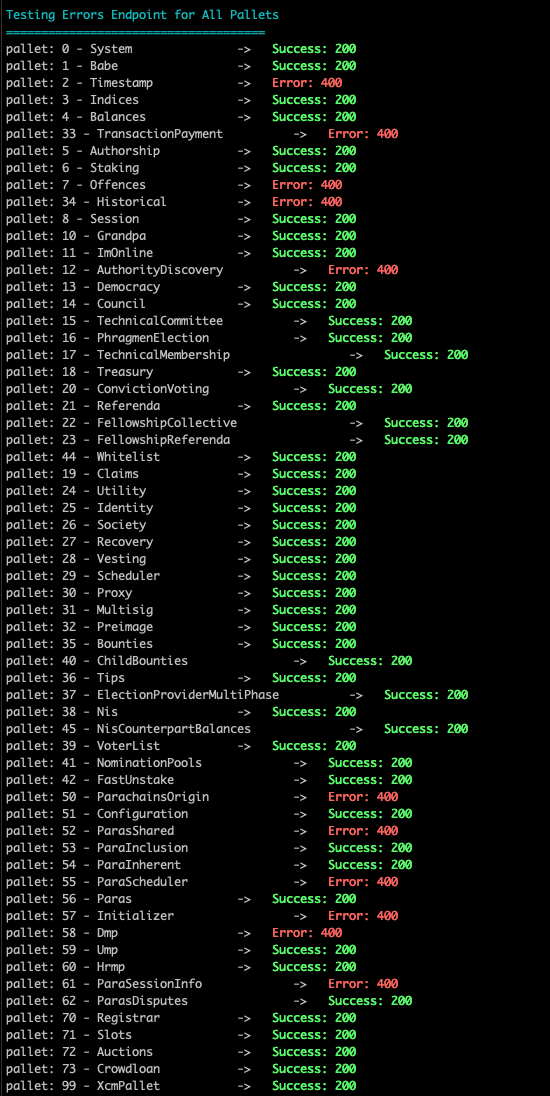 Testing Errors Endpoint for All Pallets
=====================================
pallet: 0 - System -> Success: 200
pallet: 1 - Babe -> Success: 200
pallet: 2 - Timestamp -> Error: 400
pallet: 3 - Indices -> Success: 200
pallet: 4 - Balances -> Success: 200
pallet: 33 - TransactionPayment -> Error: 400
pallet: 5 - Authorship -> Success: 200
pallet: 6 - Staking -> Success: 200
pallet: 7 - Offences -> Error: 400
pallet: 34 - Historical -> Error: 400
pallet: 8 - Session -> Success: 200
pallet: 10 - Grandpa -> Success: 200
pallet: 11 - ImOnline -> Success: 200
pallet: 12 - AuthorityDiscovery -> Error: 400
pallet: 13 - Democracy -> Success: 200
pallet: 14 - Council -> Success: 200
pallet: 15 - TechnicalCommittee -> Success: 200
pallet: 16 - PhragmenElection -> Success: 200
pallet: 17 - TechnicalMembership -> Success: 200
pallet: 18 - Treasury -> Success: 200
pallet: 20 - ConvictionVoting -> Success: 200
pallet: 21 - Referenda -> Success: 200
pallet: 22 - FellowshipCollective -> Success: 200
pallet: 23 - FellowshipReferenda -> Success: 200
pallet: 44 - Whitelist -> Success: 200
pallet: 19 - Claims -> Success: 200
pallet: 24 - Utility -> Success: 200
pallet: 25 - Identity -> Success: 200
pallet: 26 - Society -> Success: 200
pallet: 27 - Recovery -> Success: 200
pallet: 28 - Vesting -> Success: 200
pallet: 29 - Scheduler -> Success: 200
pallet: 30 - Proxy -> Success: 200
pallet: 31 - Multisig -> Success: 200
pallet: 32 - Preimage -> Success: 200
pallet: 35 - Bounties -> Success: 200
pallet: 40 - ChildBounties -> Success: 200
pallet: 36 - Tips -> Success: 200
pallet: 37 - ElectionProviderMultiPhase -> Success: 200
pallet: 38 - Nis -> Success: 200
pallet: 45 - NisCounterpartBalances -> Success: 200
pallet: 39 - VoterList -> Success: 200
pallet: 41 - NominationPools -> Success: 200
pallet: 42 - FastUnstake -> Success: 200
pallet: 50 - ParachainsOrigin -> Error: 400
pallet: 51 - Configuration -> Success: 200
pallet: 52 - ParasShared -> Error: 400
pallet: 53 - ParaInclusion -> Success: 200
pallet: 54 - ParaInherent -> Success: 200
pallet: 55 - ParaScheduler -> Error: 400
pallet: 56 - Paras -> Success: 200
pallet: 57 - Initializer -> Error: 400
pallet: 58 - Dmp -> Error: 400
pallet: 59 - Ump -> Success: 200
pallet: 60 - Hrmp -> Success: 200
pallet: 61 - ParaSessionInfo -> Error: 400
pallet: 62 - ParasDisputes -> Success: 200
pallet: 70 - Registrar -> Success: 200
pallet: 71 - Slots -> Success: 200
pallet: 72 - Auctions -> Success: 200
pallet: 73 - Crowdloan -> Success: 200
pallet: 99 - XcmPallet -> Success: 200